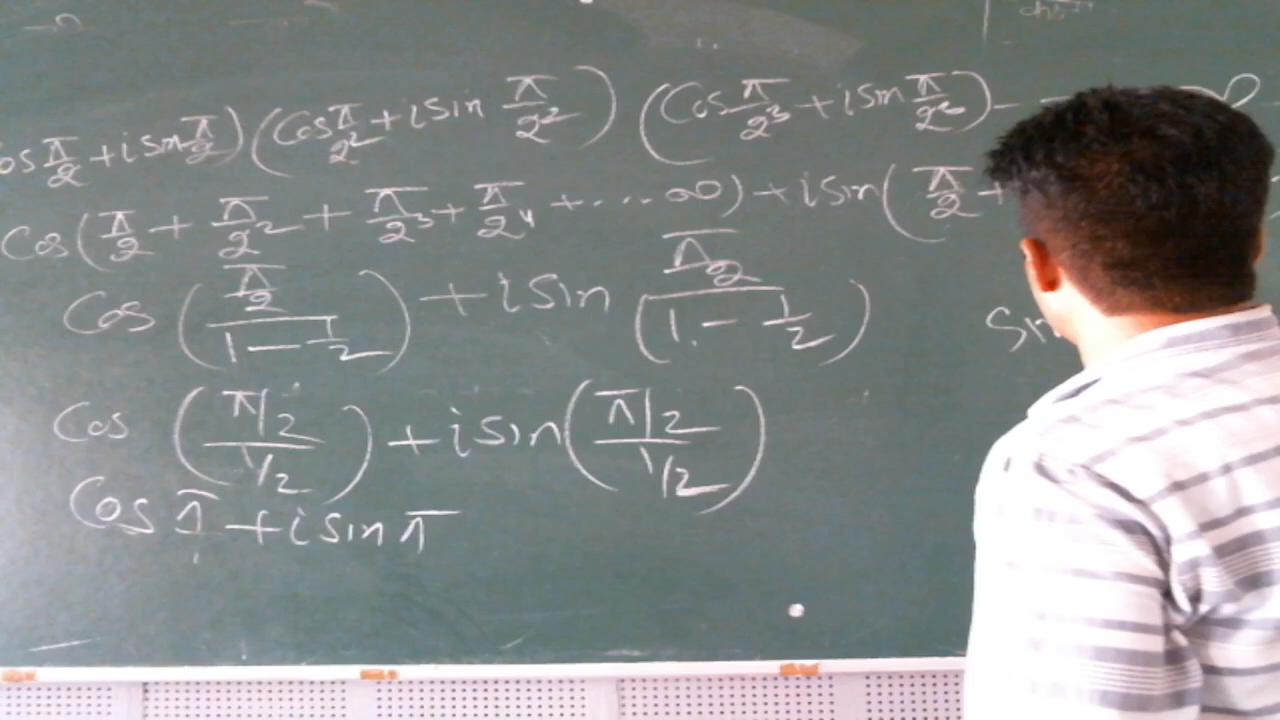 os π/2 + i sin π/2) (Cos π/2² + i sin π/2²) (Cos π/2³ + i sin π/2³) - - ∞
Cos (π/2 + π/2² + π/2³ + π/2⁴ + .... ∞) + i sin (π/2 +
Cos ((π/2)/(1 - 1/2)) + i sin ((π/2)/(1 - 1/2))
Cos ((π/2)/(1/2)) + i sin ((π/2)/(1/2))
Cos π + i sin π